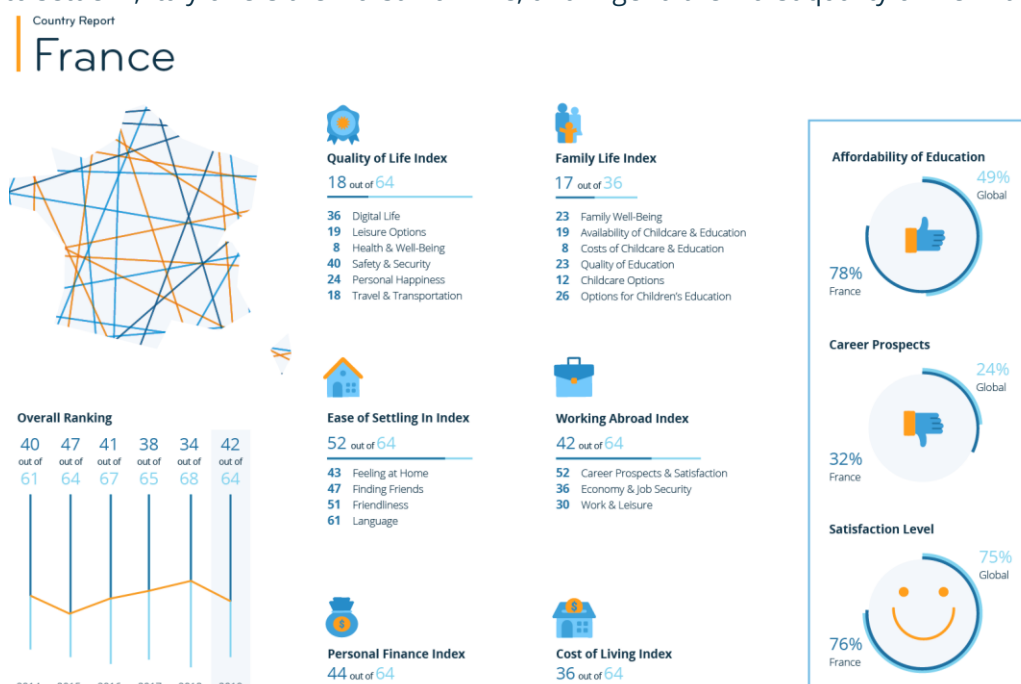 Country Report
France
Quality of Life Index
18 out of 64
36 Digital Life
19 Leisure Options
8 Health & Well-Being
40 Safety & Security
24 Personal Happiness
18 Travel & Transportation
Family Life Index
17 out of 36
23 Family Well-Being
19 Availability of Childcare & Education
8 Costs of Childcare & Education
23 Quality of Education
12 Childcare Options
26 Options for Children's Education
Ease of Settling In Index
52 out of 64
43 Feeling at Home
47 Finding Friends
51 Friendliness
61 Language
Working Abroad Index
42 out of 64
52 Career Prospects & Satisfaction
36 Economy & Job Security
30 Work & Leisure
Personal Finance Index
44 out of 64
Cost of Living Index
36 out of 64
Overall Ranking
40 47 41 38 34 42
out of out of out of out of out of out of
61 64 67 65 68 64
Affordability of Education
49%
Global
78%
France
Career Prospects
24%
Global
32%
France
Satisfaction Level
75%
Global
76%
France